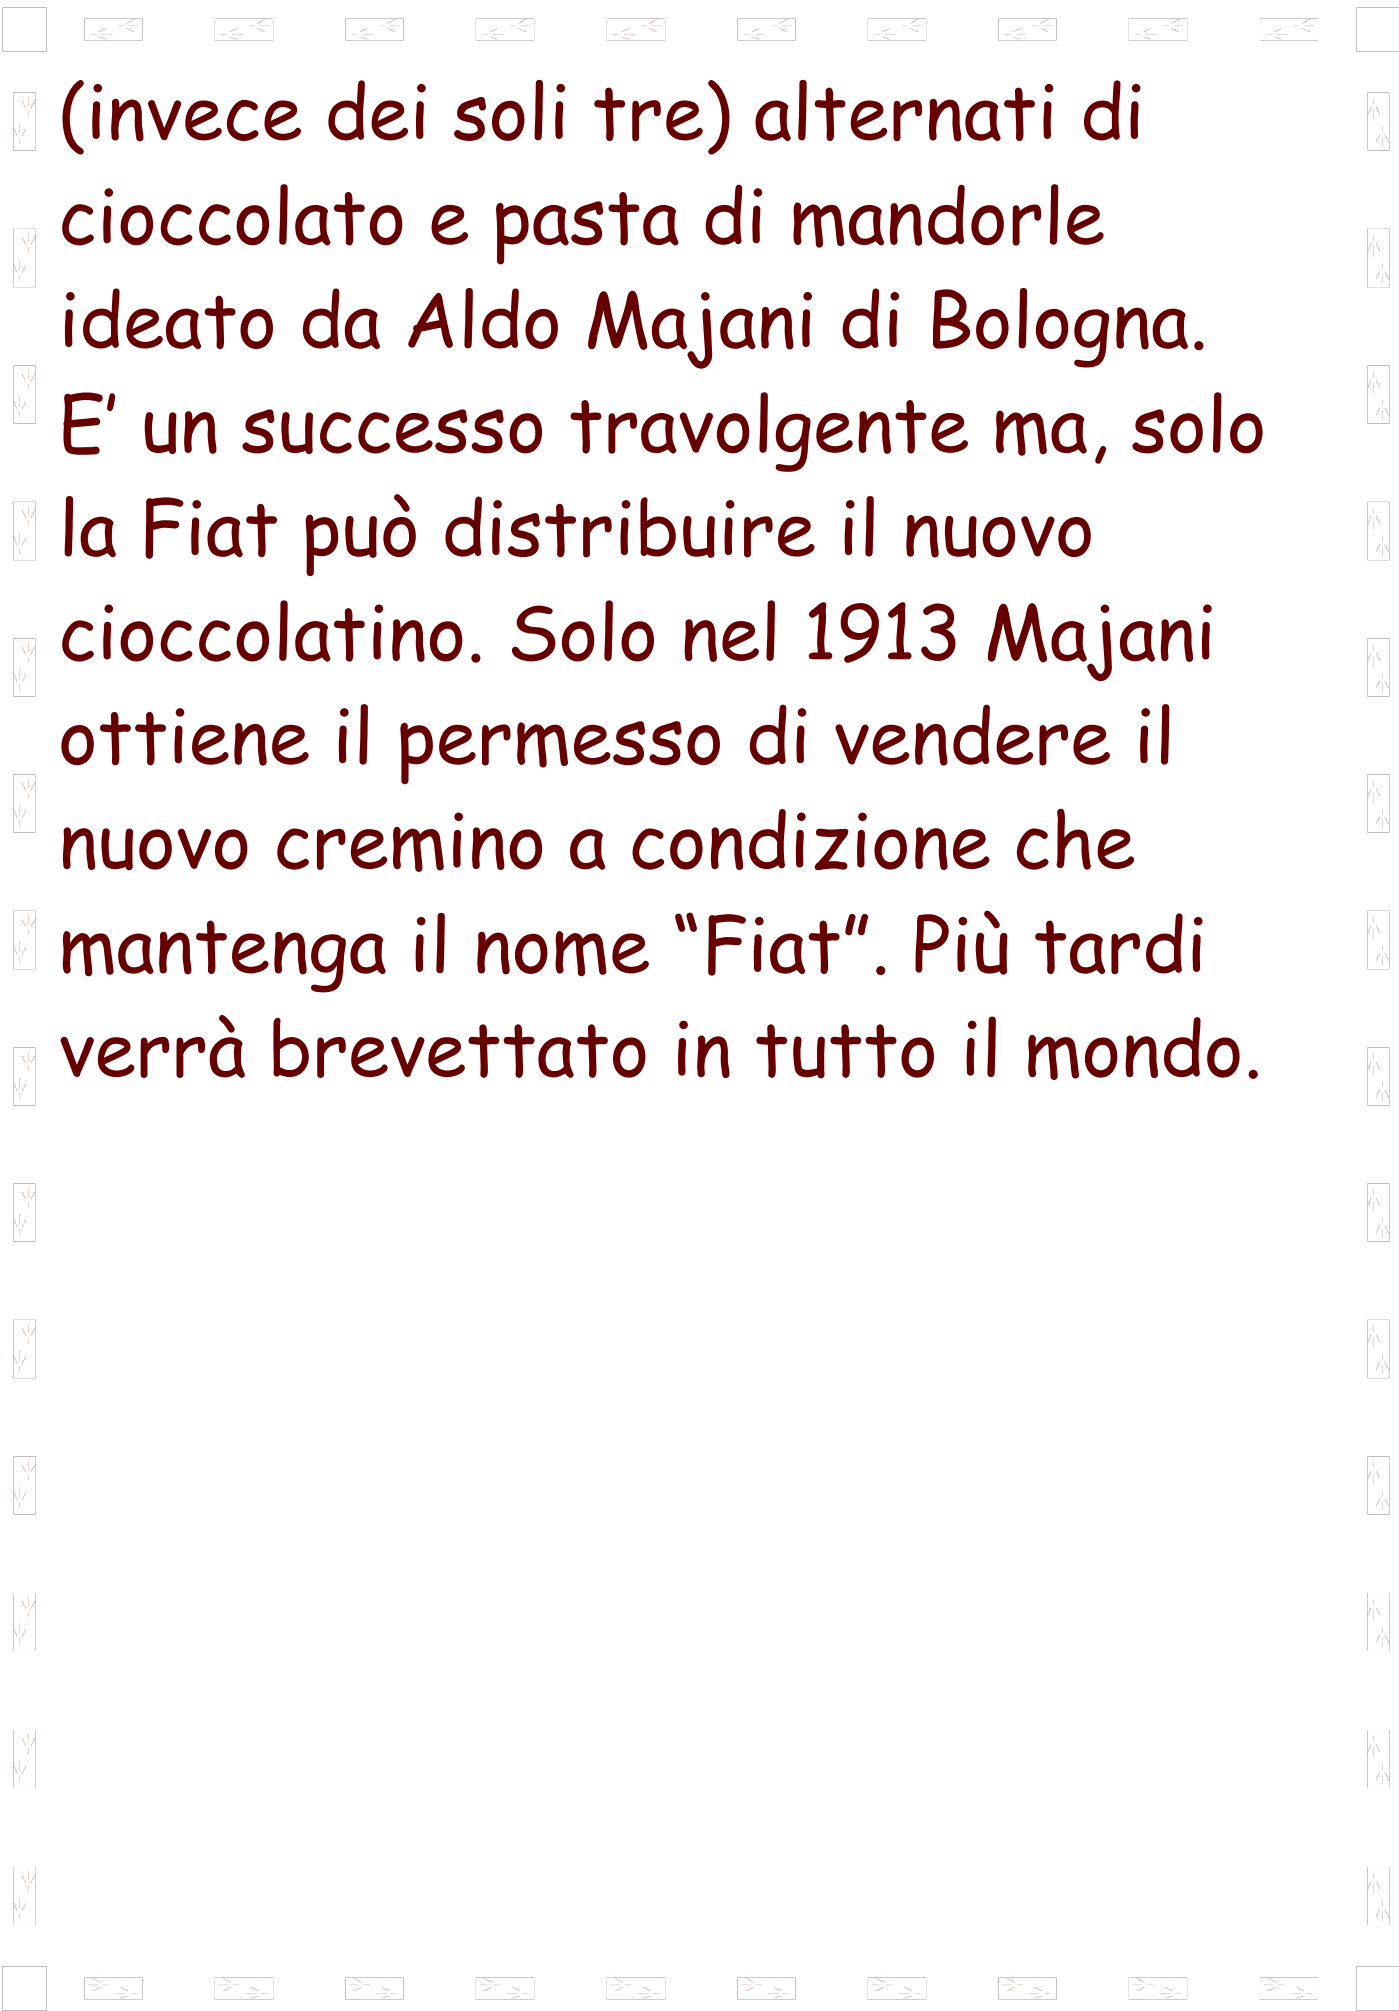 (invece dei soli tre) alternati di
cioccolato e pasta di mandorle
ideato da Aldo Majani di Bologna.
E’ un successo travolgente ma, solo
la Fiat può distribuire il nuovo
cioccolatino. Solo nel 1913 Majani
ottiene il permesso di vendere il
nuovo cremino a condizione che
mantenga il nome “Fiat”. Più tardi
verrà brevettato in tutto il mondo.